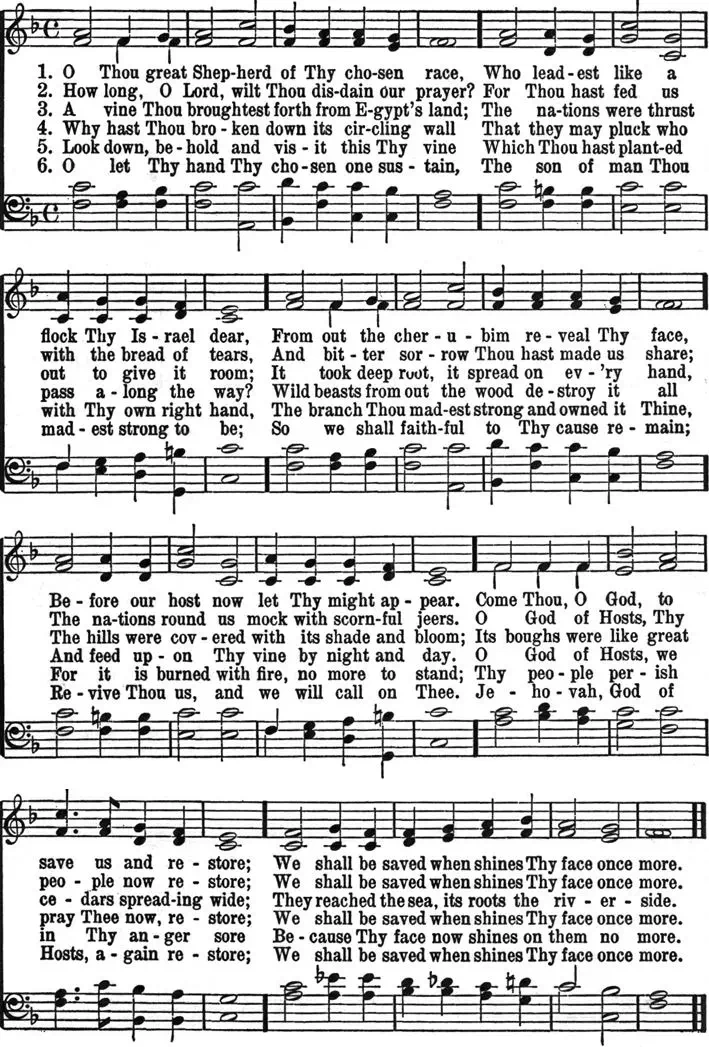 1. O Thou great Shep-herd of Thy cho-sen race, Who lead-est like a
2. How long, O Lord, wilt Thou dis-dain our prayer? For Thou hast fed us
3. A vine Thou broughtest forth from E-gypt's land; The na-tions were thrust
4. Why hast Thou bro-ken down its cir-cling wall That they may pluck who
5. Look down, be-hold and vis-it this Thy vine Which Thou hast plant-ed
6. O let Thy hand Thy cho-sen one sus-tain, The son of man Thou
flock Thy Is-rael dear, From out the cher-u-bim re-veal Thy face,
with the bread of tears, And bit-ter sor-row Thou hast made us share;
out to give it room; It took deep root, it spread on ev-'ry hand,
pass a-long the way? Wild beasts from out the wood de-stroy it all
with Thy own right hand, The branch Thou mad-est strong and owned it Thine,
mad-est strong to be; So we shall faith-ful to Thy cause re-main;
Be-fore our host now let Thy might ap-pear. Come Thou, O God, to
The na-tions round us mock with scorn-ful jeers. O God of Hosts, Thy
The hills were cov-ered with its shade and bloom; Its boughs were like great
And feed up-on Thy vine by night and day. O God of Hosts, we
For it is burned with fire, no more to stand; Thy peo-ple per-ish
Re-vive Thou us, and we will call on Thee. Je-ho-vah, God of
save us and re-store; We shall be saved when shines Thy face once more.
peo-ple now re-store; We shall be saved when shines Thy face once more.
ce-dars spread-ing wide; They reached the sea, its roots the riv-er-side.
pray Thee now, re-store; We shall be saved when shines Thy face once more.
in Thy an-ger sore Be-cause Thy face now shines on them no more.
Hosts, a-gain re-store; We shall be saved when shines Thy face once more.